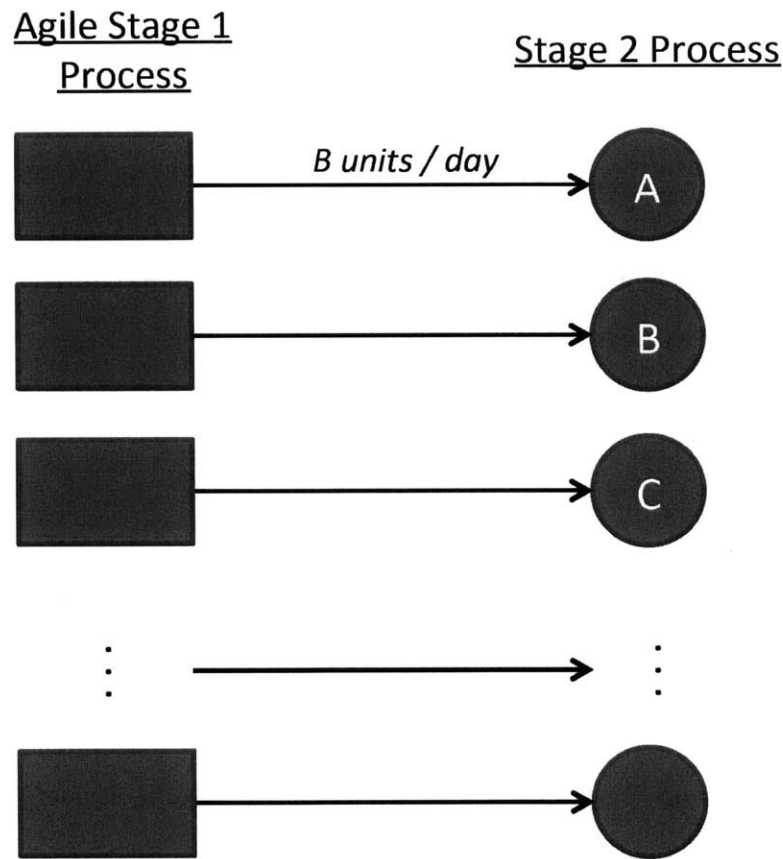 Agile Stage 1
Process
Stage 2 Process
B units / day
A
B
C